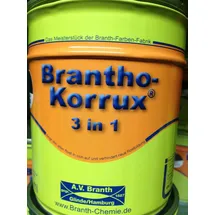 Das Meisterstück der Branth-Farben-Fabrik
Brantho-
Korrux®
3 in 1
A.V. Branth
Glinde/Hamburg
www.Branth-Chemie.de